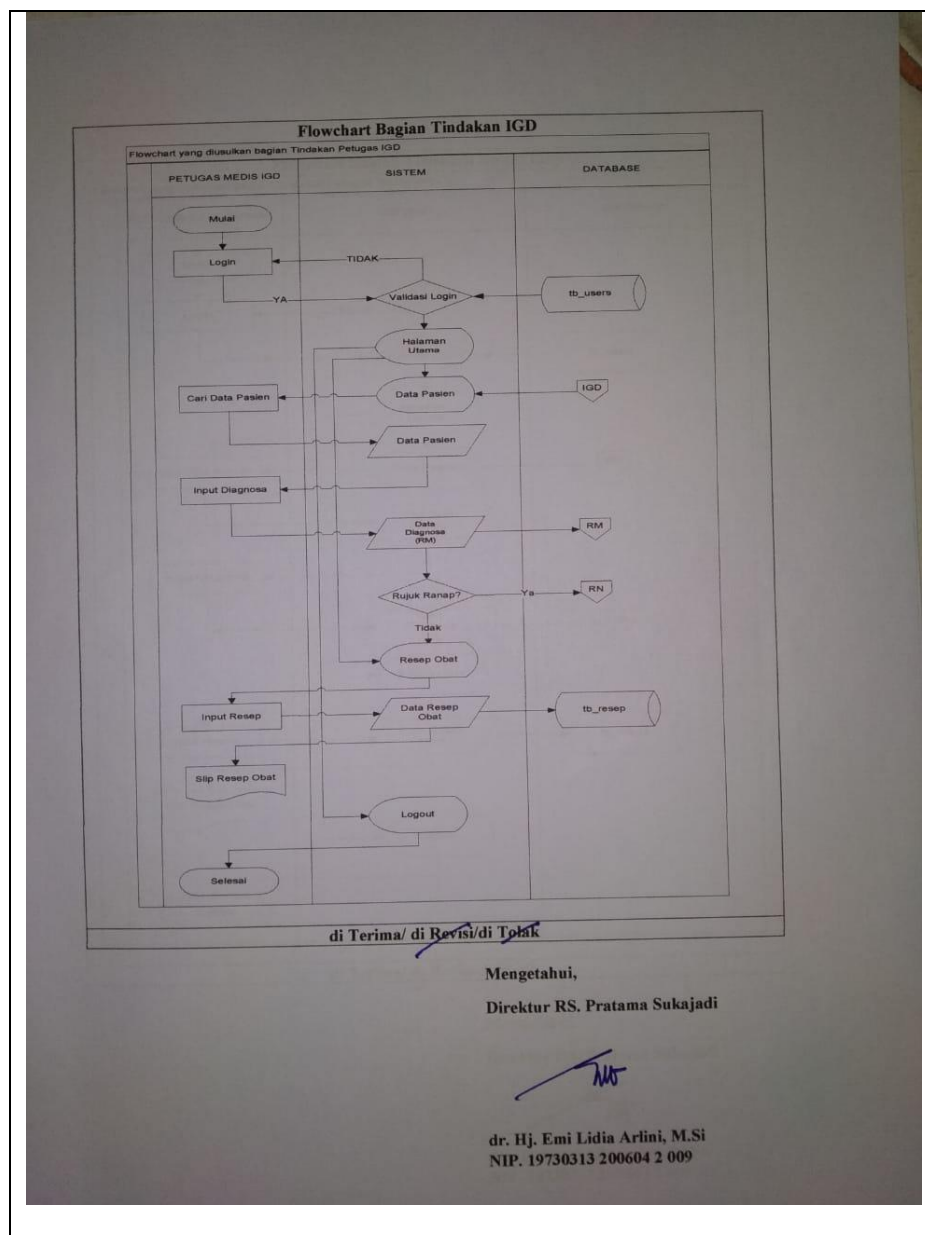 Flowchart Bagian Tindakan IGD
Flowchart yang diusulkan bagian Tindakan Petugas IGD
PETUGAS MEDIS IGD
SISTEM
DATABASE
Mulai
Login
TIDAK
YA
Validasi Login
tb_users
Halaman
Utama
Cari Data Pasien
Data Pasien
IGD
Data Pasien
Input Diagnosa
Data
Diagnosa
(RM)
RM
Rujuk Ranap?
Ya
RN
Tidak
Resep Obat
Input Resep
Data Resep
Obat
tb_resep
Slip Resep Obat
Logout
Selesai
di Terima/ di Revisi/di Tolak
Mengetahui,
Direktur RS. Pratama Sukajadi
dr. Hj. Emi Lidia Arlini, M.Si
NIP. 19730313 200604 2 009